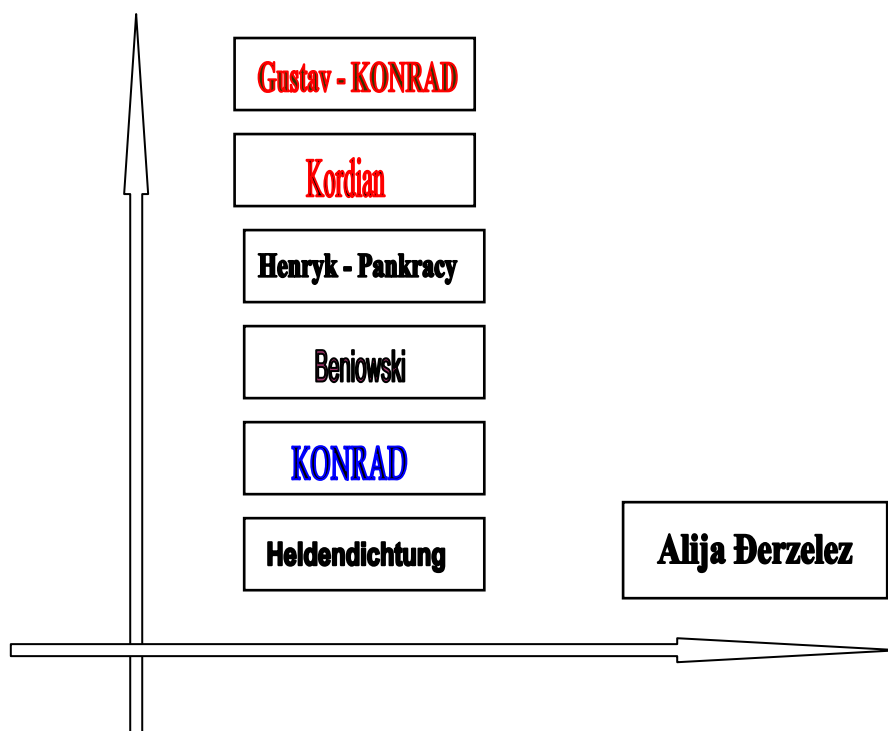 Gustav - KONRAD
Kordian
Henryk - Pankracy
Beniowski
KONRAD
Heldendichtung
Alija Đerzelez